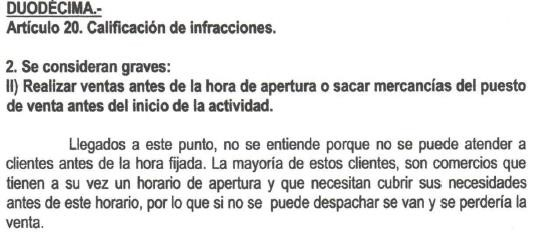 DUODÉCIMA.-
Artículo 20. Calificación de infracciones.
2. Se consideran graves:
II) Realizar ventas antes de la hora de apertura o sacar mercancías del puesto
de venta antes del inicio de la actividad.
Llegados a este punto, no se entiende porque no se puede atender a
clientes antes de la hora fijada. La mayoría de estos clientes, son comercios que
tienen a su vez un horario de apertura y que necesitan cubrir sus necesidades
antes de este horario, por lo que si no se puede despachar se van y se perdería la
venta.